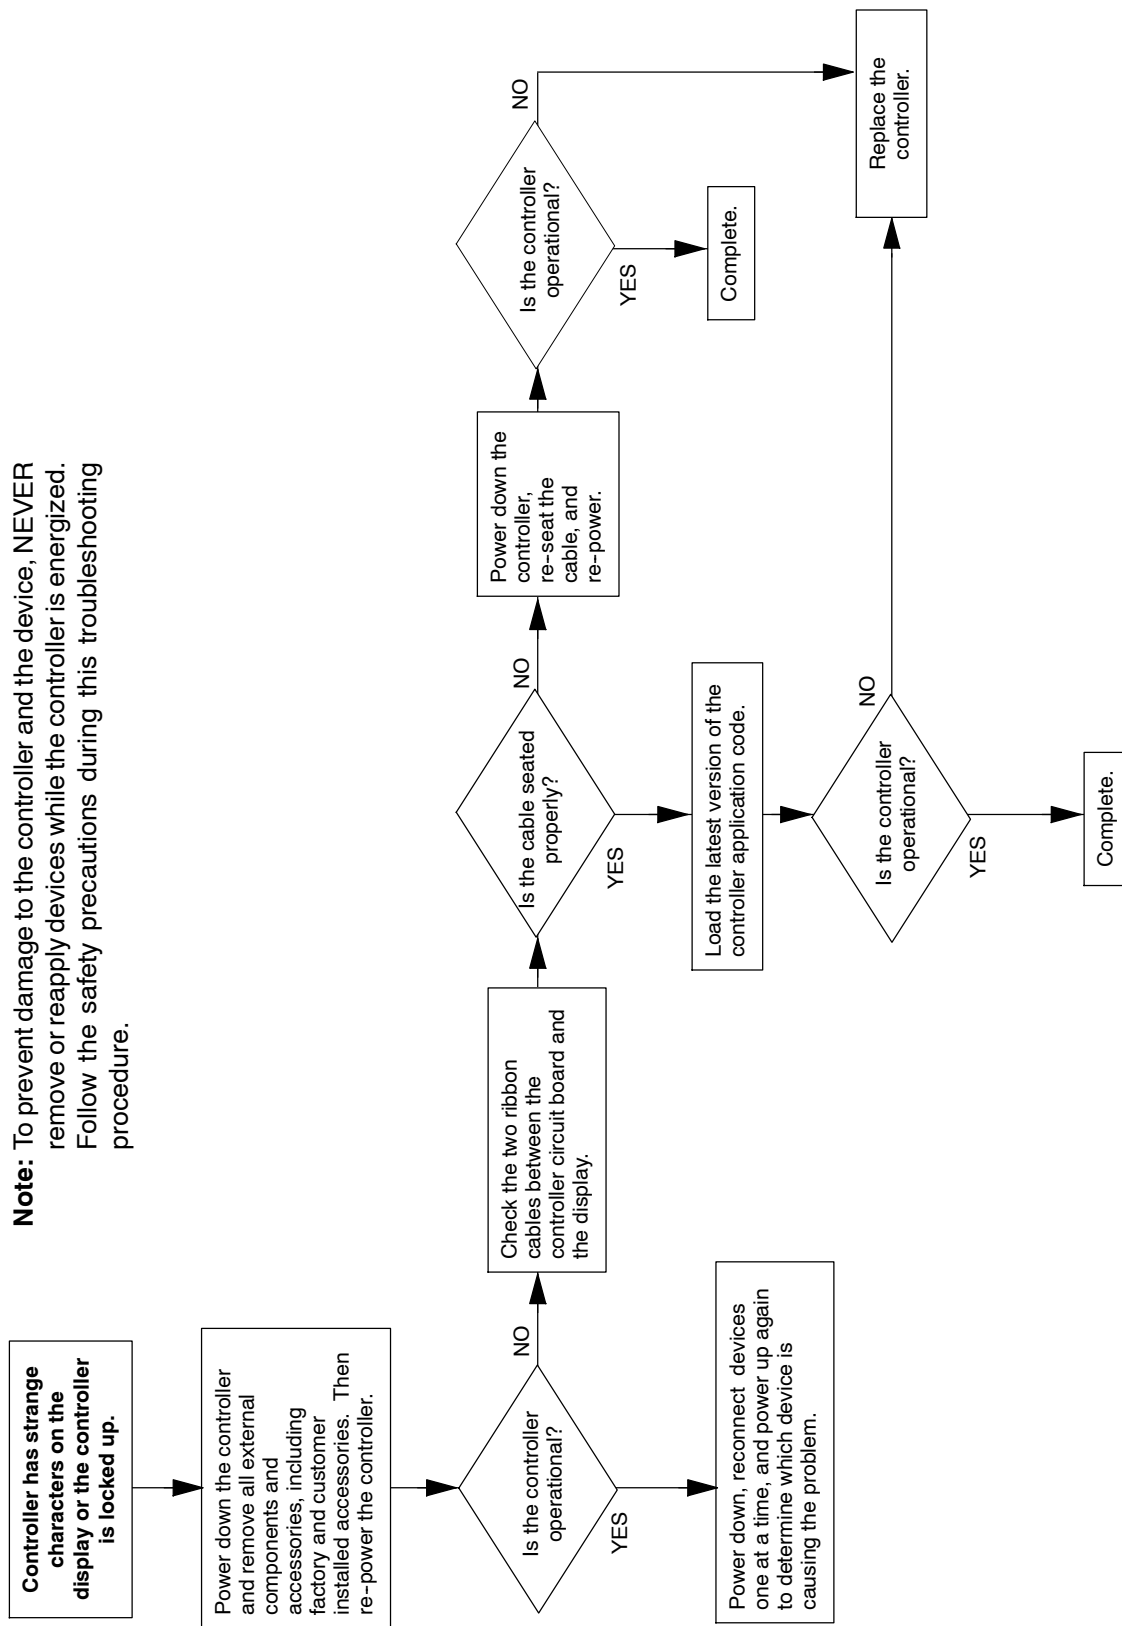 Note: To prevent damage to the controller and the device, NEVER
remove or reapply devices while the controller is energized.
Follow the safety precautions during this troubleshooting
procedure.
Controller has strange
characters on the
display or the controller
is locked up.
Power down the controller
and remove all external
components and
accessories, including
factory and customer
installed accessories. Then
re-power the controller.
Is the controller
operational?
NO
YES
Power down, reconnect devices
one at a time, and power up again
to determine which device is
causing the problem.
Check the two ribbon
cables between the
controller circuit board and
the display.
Is the cable seated
properly?
NO
YES
Power down the
controller,
re-seat the
cable, and
re-power.
Is the controller
operational?
NO
YES
Complete.
Load the latest version of the
controller application code.
Is the controller
operational?
NO
YES
Complete.
Replace the
controller.